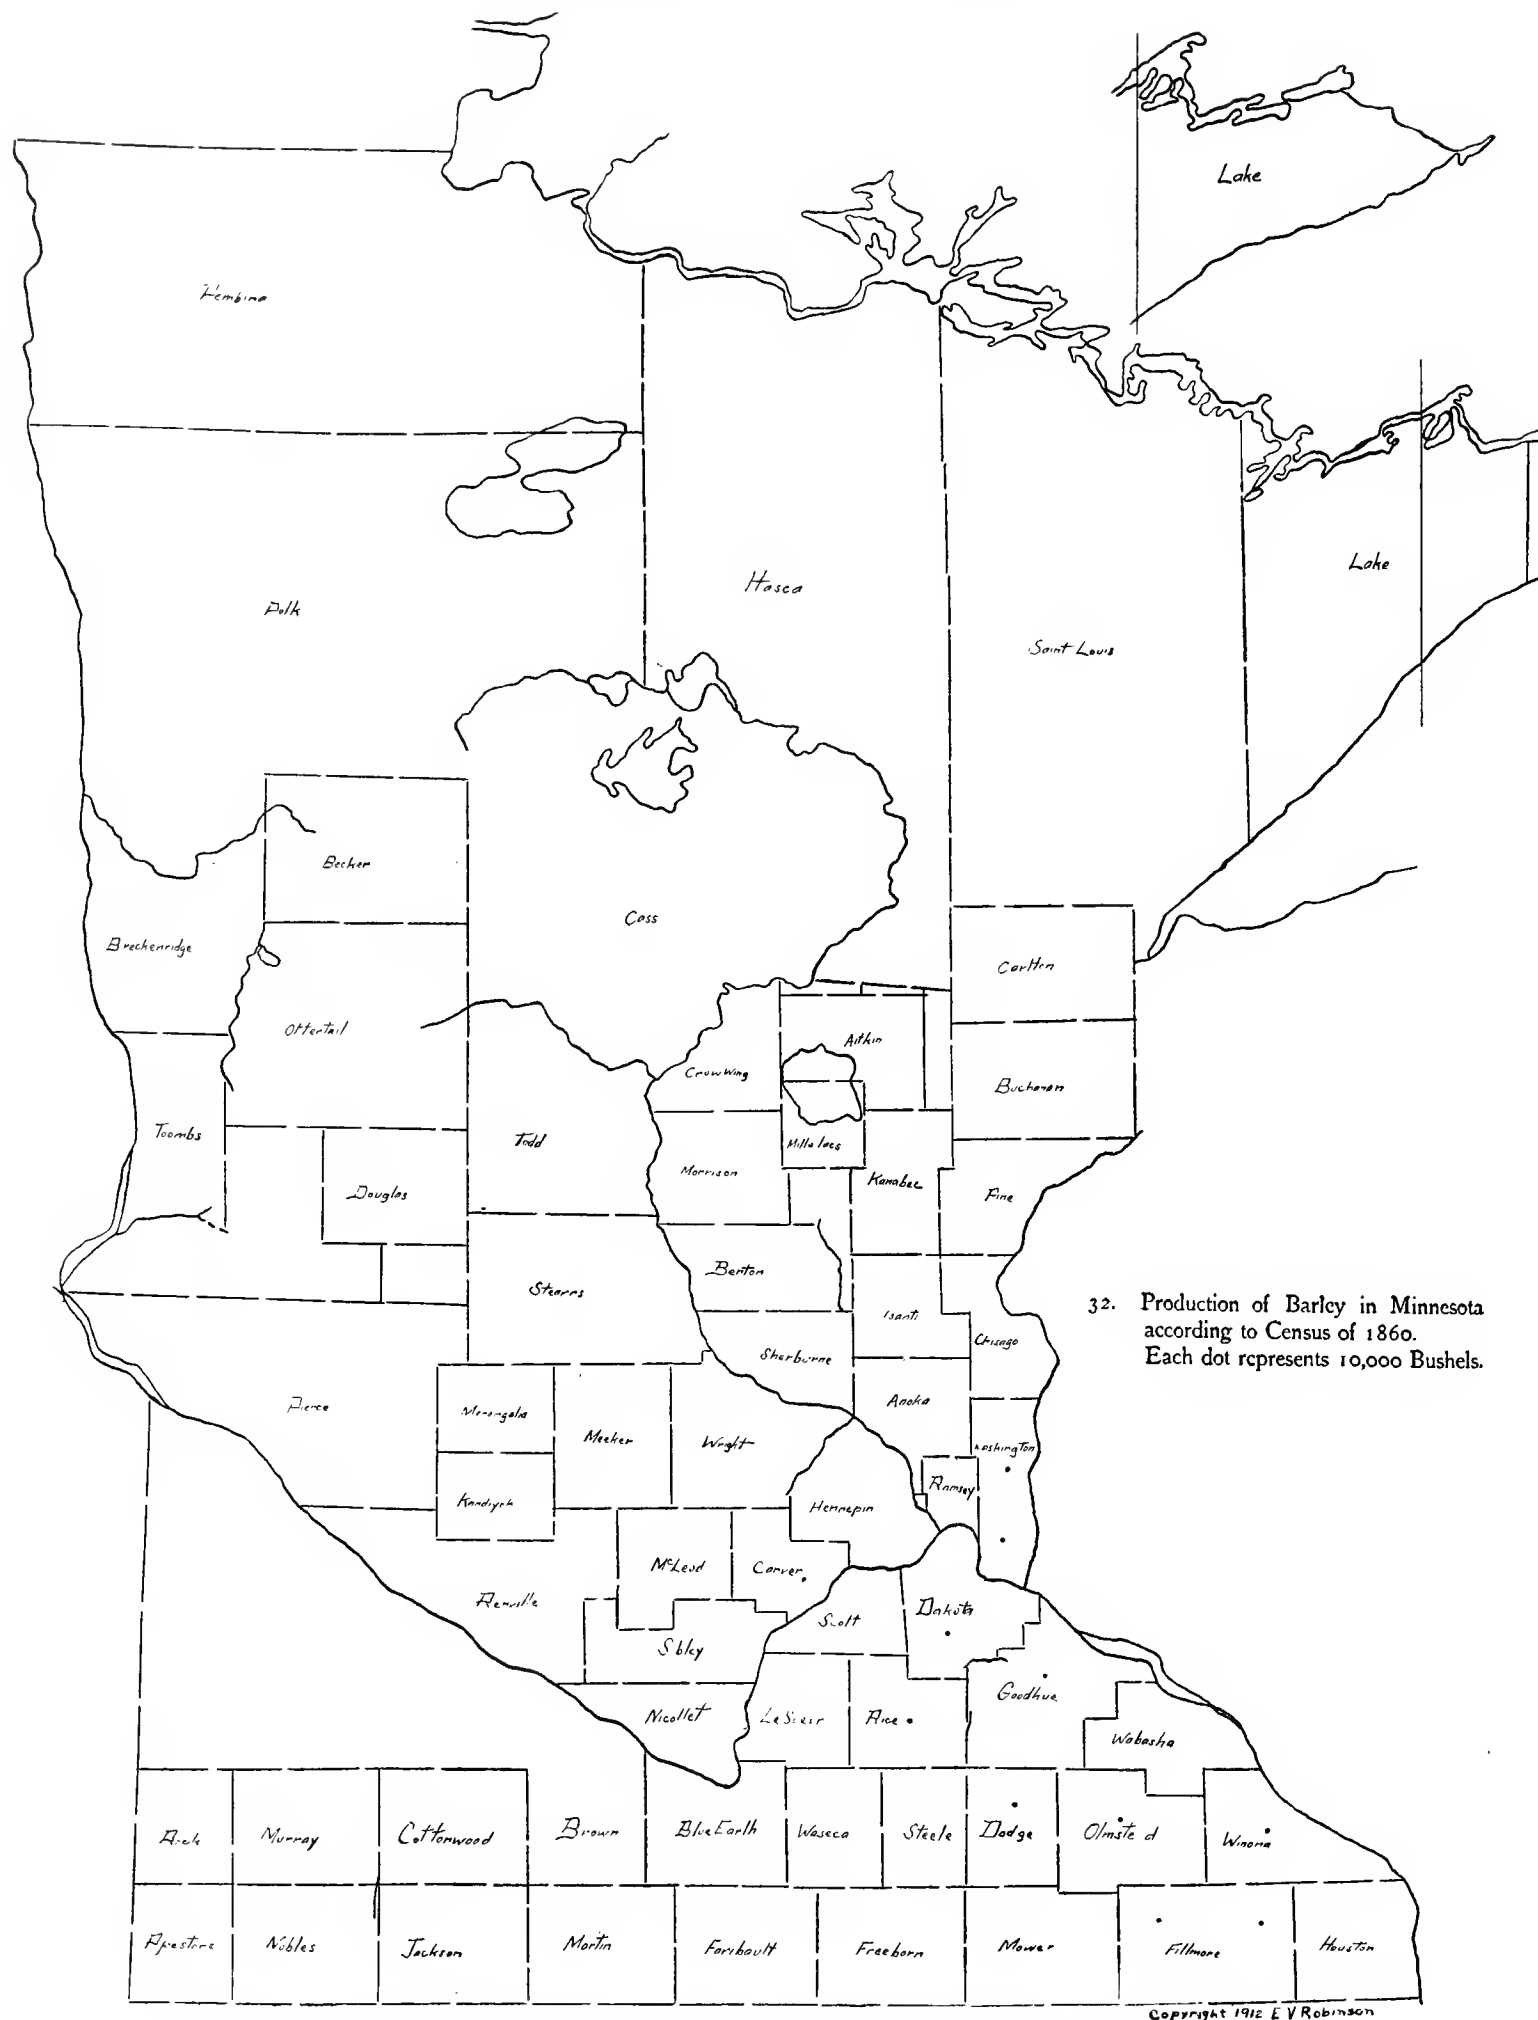 Lake
Pembina
Lake
Itasca
Polk
Saint Louis
Becker
Cass
Breckenridge
Carlton
Ottertail
Aitkin
Crow Wing
Buchanan
Toombs
Todd
Mille lacs
Morrison
Kanabec
Douglas
Pine
Benton
Stearns
Isanti
Chisago
Sherburne
32. Production of Barley in Minnesota
according to Census of 1860.
Each dot represents 10,000 Bushels.
Pierce
Monongalia
Anoka
Meeker
Wright
Washington
Ramsey
Kandiyohi
Hennepin
McLeod
Carver
Renville
Scott
Dakota
Sibley
Goodhue
Nicollet
LeSueur
Rice
Wabasha
Rock
Murray
Cottonwood
Brown
Blue Earth
Waseca
Steele
Dodge
Olmsted
Winona
Pipestone
Nobles
Jackson
Martin
Faribault
Freeborn
Mower
Fillmore
Houston
Copyright 1912 E V Robinson